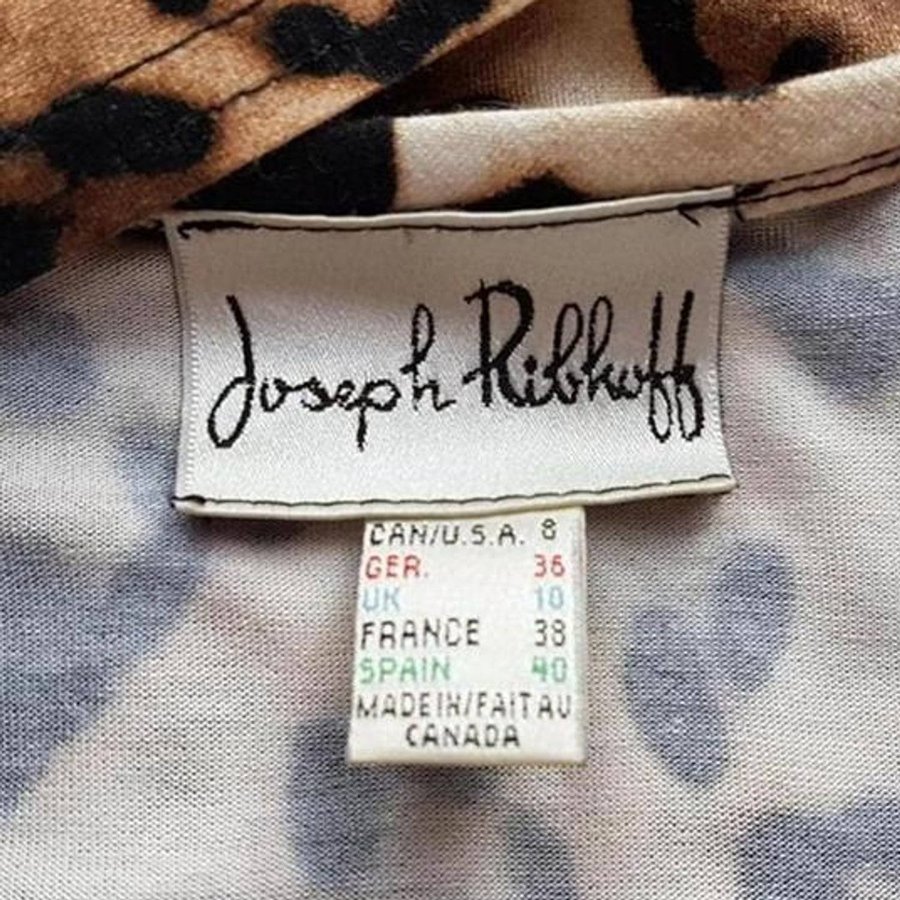 Joseph Ribkoff
CAN/U.S.A. 8
GER. 36
UK 10
FRANCE 38
SPAIN 40
MADE IN/FAIT AU
CANADA